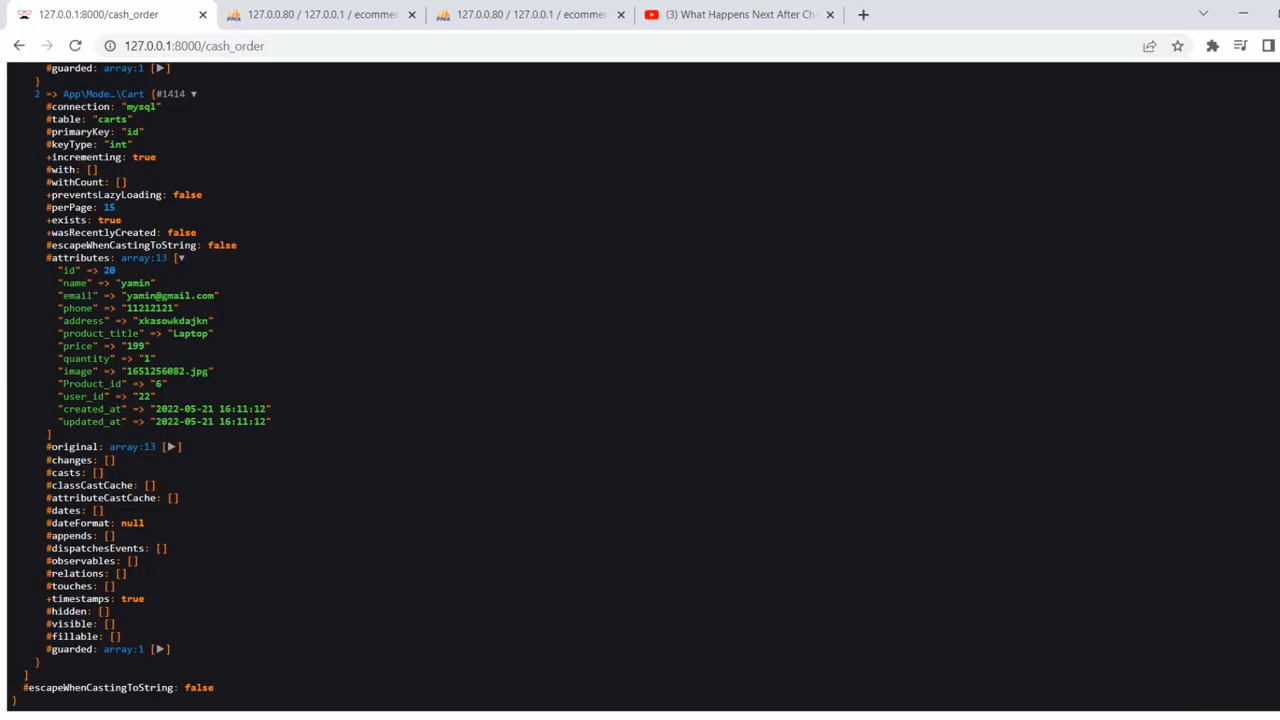 127.0.0.1:8000/cash_order
127.0.0.80 / 127.0.0.1 / ecommer
127.0.0.80 / 127.0.0.1 / ecommer
(3) What Happens Next After Ch
127.0.0.1:8000/cash_order
#guarded: array:1 [▶]
}
2 => App\Mode…\Cart {#1414 ▼
#connection: "mysql"
#table: "carts"
#primaryKey: "id"
#keyType: "int"
+incrementing: true
#with: []
#withCount: []
+preventsLazyLoading: false
#perPage: 15
+exists: true
+wasRecentlyCreated: false
#escapeWhenCastingToString: false
#attributes: array:13 [▼
"id" => 20
"name" => "yamin"
"email" => "yamin@gmail.com"
"phone" => "11212121"
"address" => "xkasowkdajkn"
"product_title" => "Laptop"
"price" => "199"
"quantity" => "1"
"image" => "1651256082.jpg"
"Product_id" => "6"
"user_id" => "22"
"created_at" => "2022-05-21 16:11:12"
"updated_at" => "2022-05-21 16:11:12"
]
#original: array:13 [▶]
#changes: []
#casts: []
#classCastCache: []
#attributeCastCache: []
#dates: []
#dateFormat: null
#appends: []
#dispatchesEvents: []
#observables: []
#relations: []
#touches: []
+timestamps: true
#hidden: []
#visible: []
#fillable: []
#guarded: array:1 [▶]
}
]
#escapeWhenCastingToString: false
}